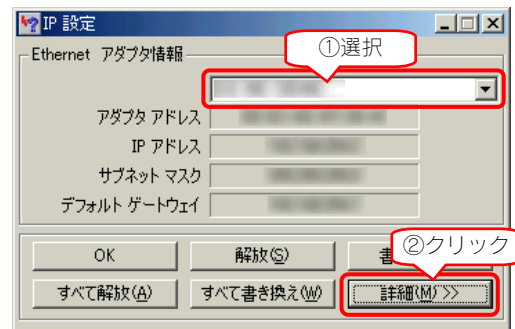 IP 設定
①選択
Ethernet アダプタ情報
アダプタ アドレス
IP アドレス
サブネット マスク
デフォルト ゲートウェイ
②クリック
OK
解放(S)
書
すべて解放(A)
すべて書き換え(W)
詳細(M) >>